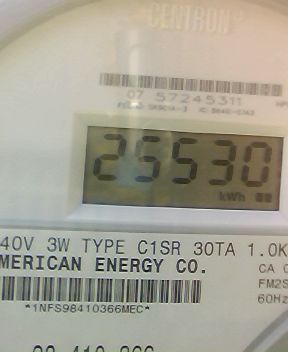 CENTRON®
07 57245311
25530
kWh
40V 3W TYPE C1SR 30TA 1.0K
MERICAN ENERGY CO.
CA 0
FM2S
60Hz
*1NFS98410366MEC*